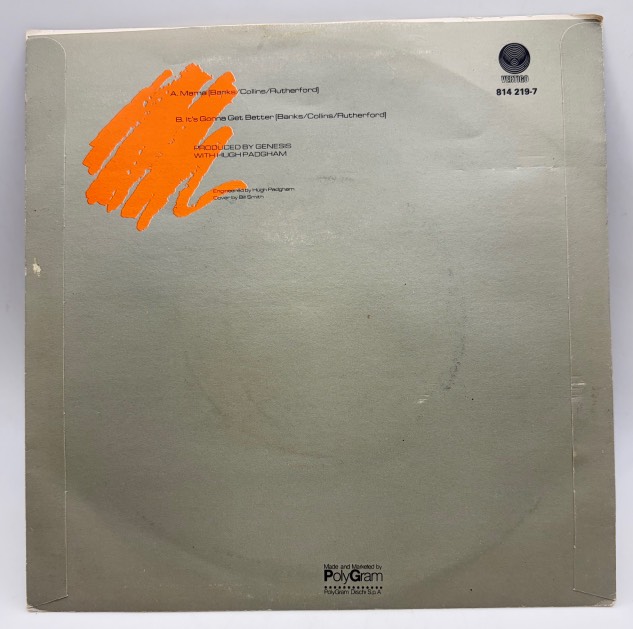 VERTIGO
814 219-7
A. Mama [Banks/Collins/Rutherford]
B. It's Gonna Get Better [Banks/Collins/Rutherford]
PRODUCED BY GENESIS
WITH HUGH PADGHAM
Engineered by Hugh Padgham
Cover by Bill Smith
Made and Marketed by
PolyGram
PolyGram Dischi S.p.A.